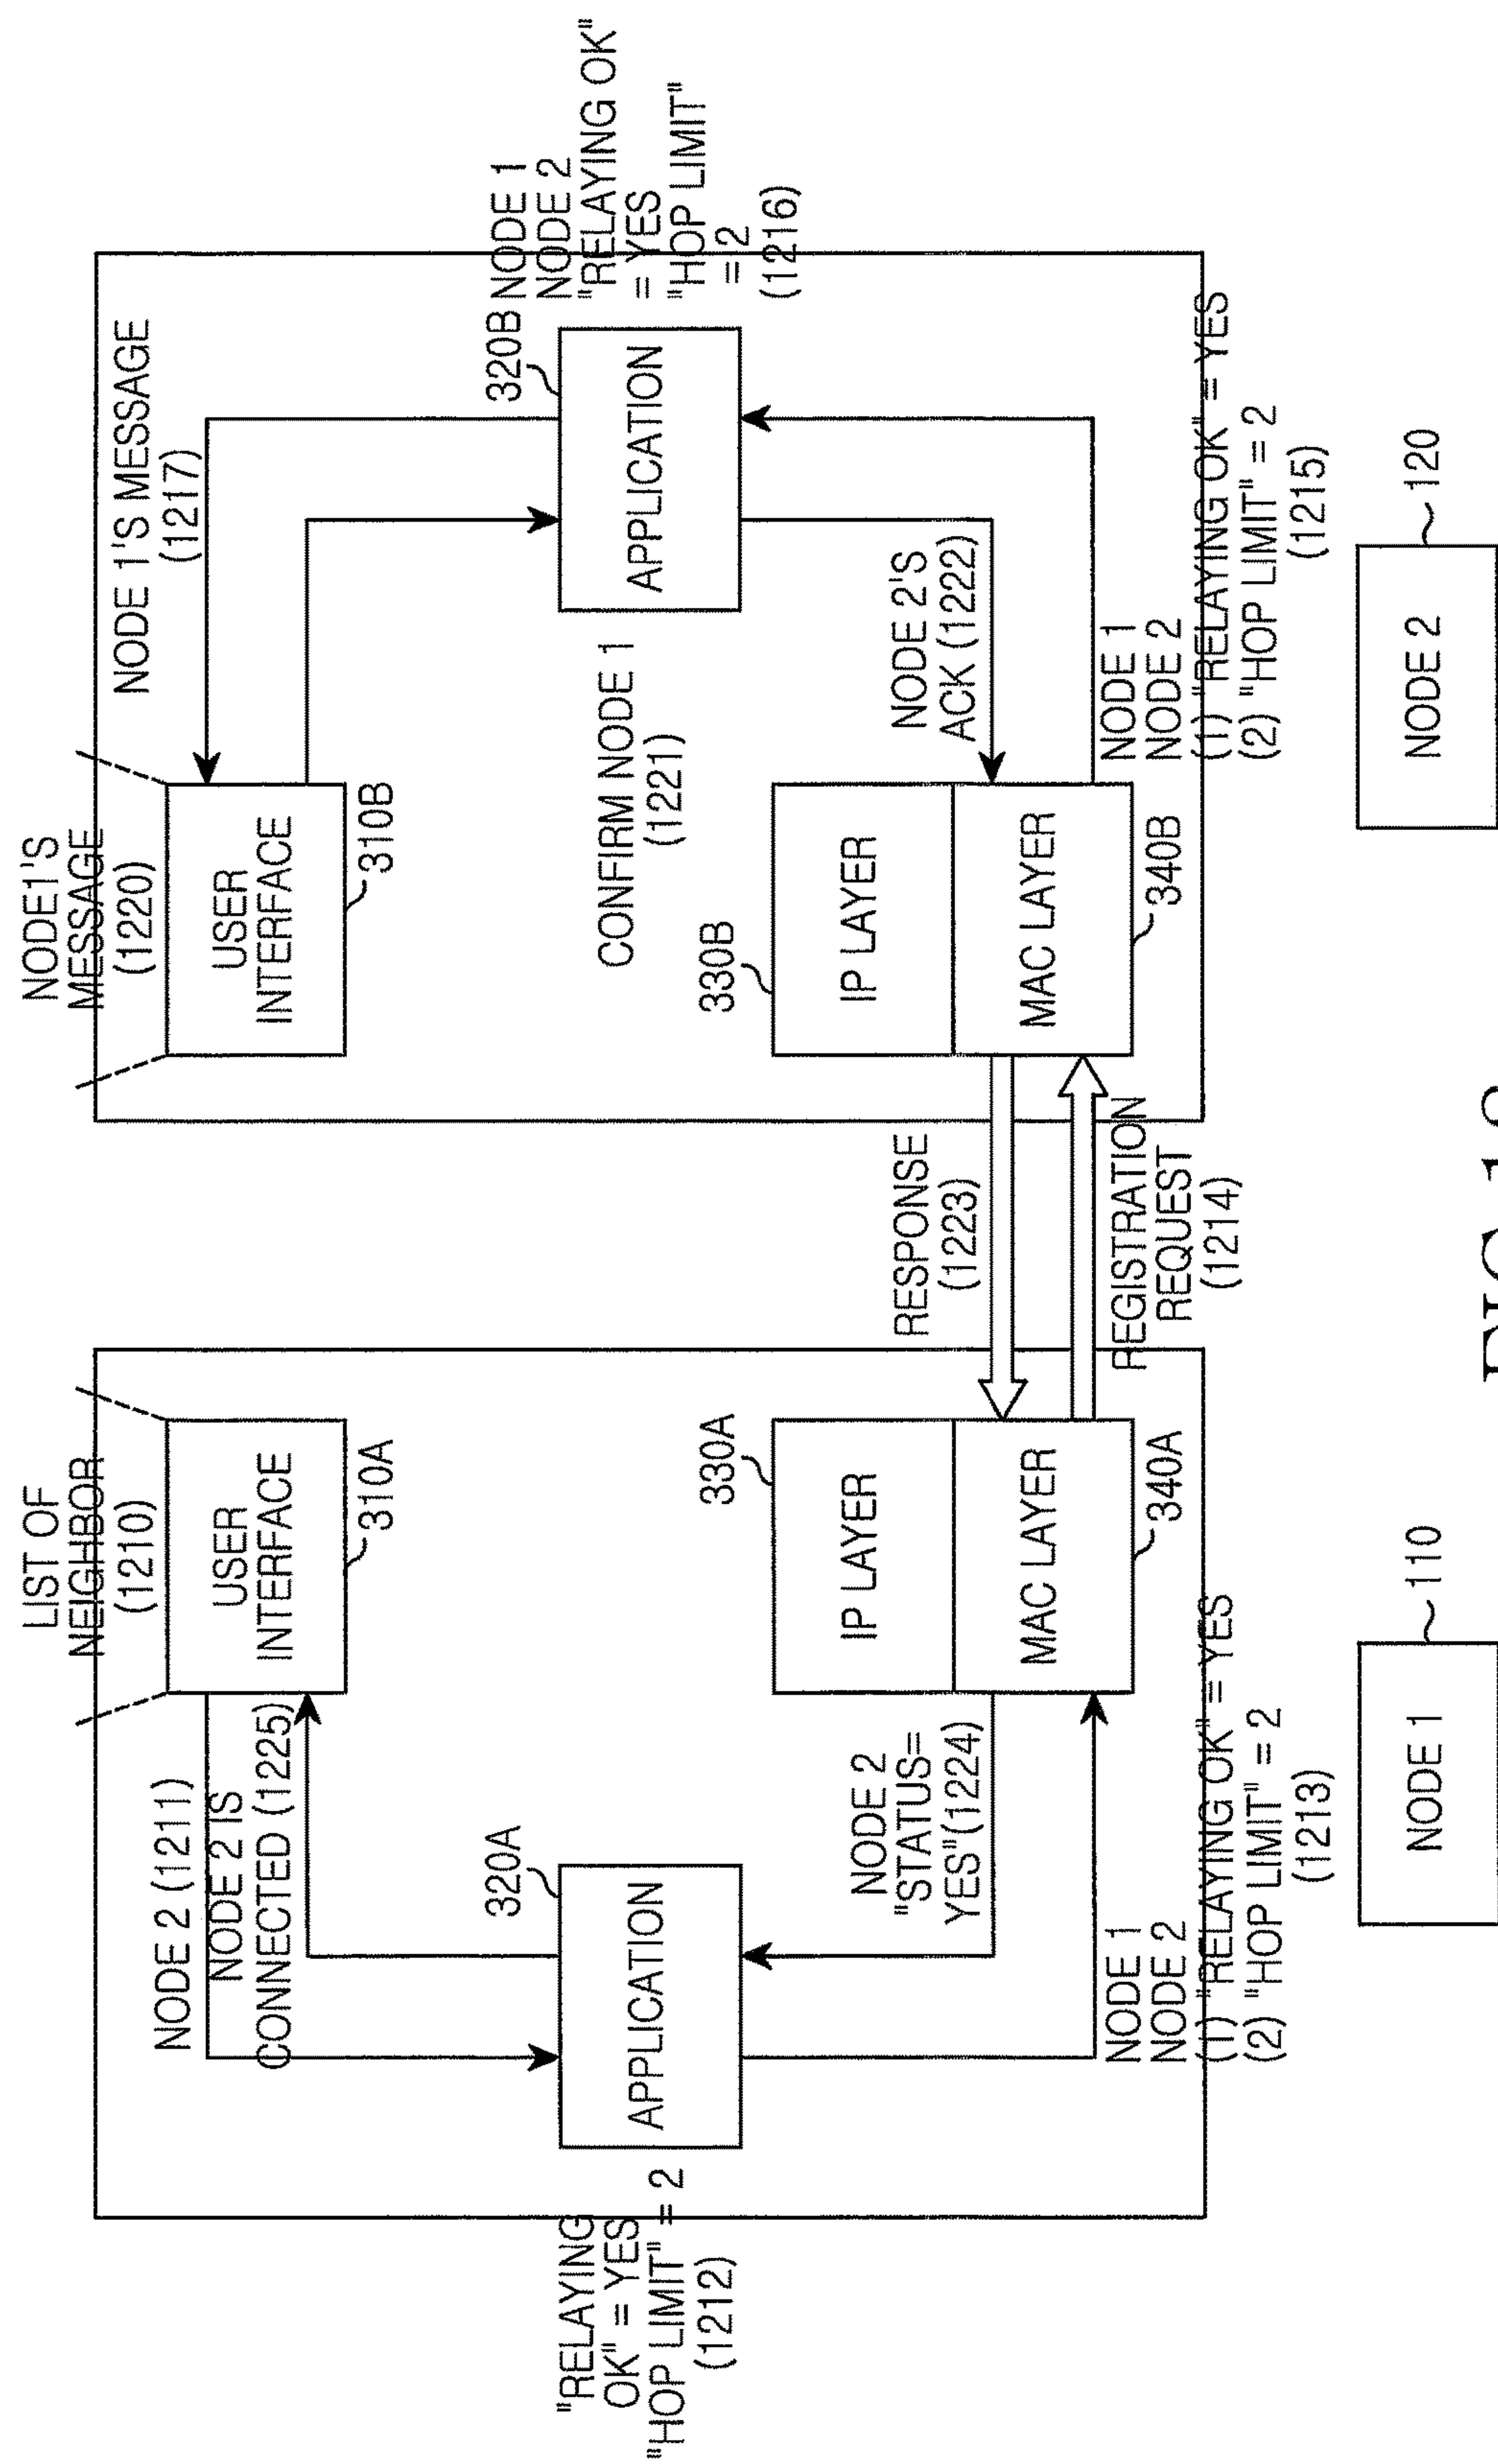 LIST OF
NEIGHBOR
(1210)
NODE 2 (1211)
NODE 2 IS
CONNECTED (1225)
USER
INTERFACE
310A
"RELAYING
OK" = YES
"HOP LIMIT" = 2
(1212)
320A
APPLICATION
NODE 2
"STATUS=
YES"(1224)
330A
IP LAYER
MAC LAYER
340A
NODE 1
NODE 2
(1) "RELAYING OK" = YES
(2) "HOP LIMIT" = 2
(1213)
NODE 1
110
RESPONSE
(1223)
REGISTRATION
REQUEST
(1214)
NODE1'S
MESSAGE
(1220)
USER
INTERFACE
310B
NODE 1'S MESSAGE
(1217)
CONFIRM NODE 1
(1221)
320B
APPLICATION
NODE 1
NODE 2
"RELAYING OK"
= YES
"HOP LIMIT"
= 2
(1216)
330B
IP LAYER
MAC LAYER
340B
NODE 2'S
ACK (1222)
NODE 1
NODE 2
(1) "RELAYING OK" = YES
(2) "HOP LIMIT" = 2
(1215)
NODE 2
120